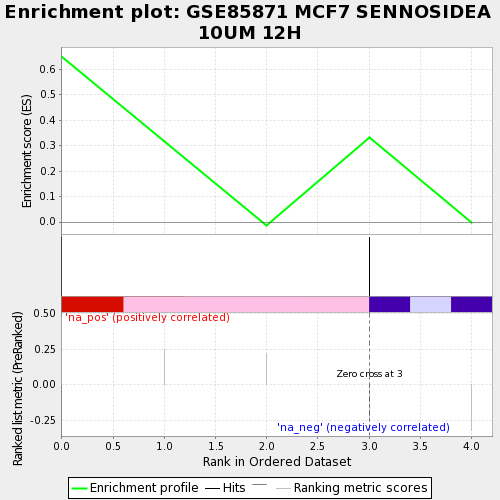 Enrichment plot: GSE85871 MCF7 SENNOSIDEA
10UM 12H
Enrichment score (ES)
0.6
0.5
0.4
0.3
0.2
0.1
0.0
'na_pos' (positively correlated)
Ranked list metric (PreRanked)
0.50
0.25
0.00
-0.25
Zero cross at 3
'na_neg' (negatively correlated)
0.0 0.5 1.0 1.5 2.0 2.5 3.0 3.5 4.0
Rank in Ordered Dataset
Enrichment profile Hits Ranking metric scores